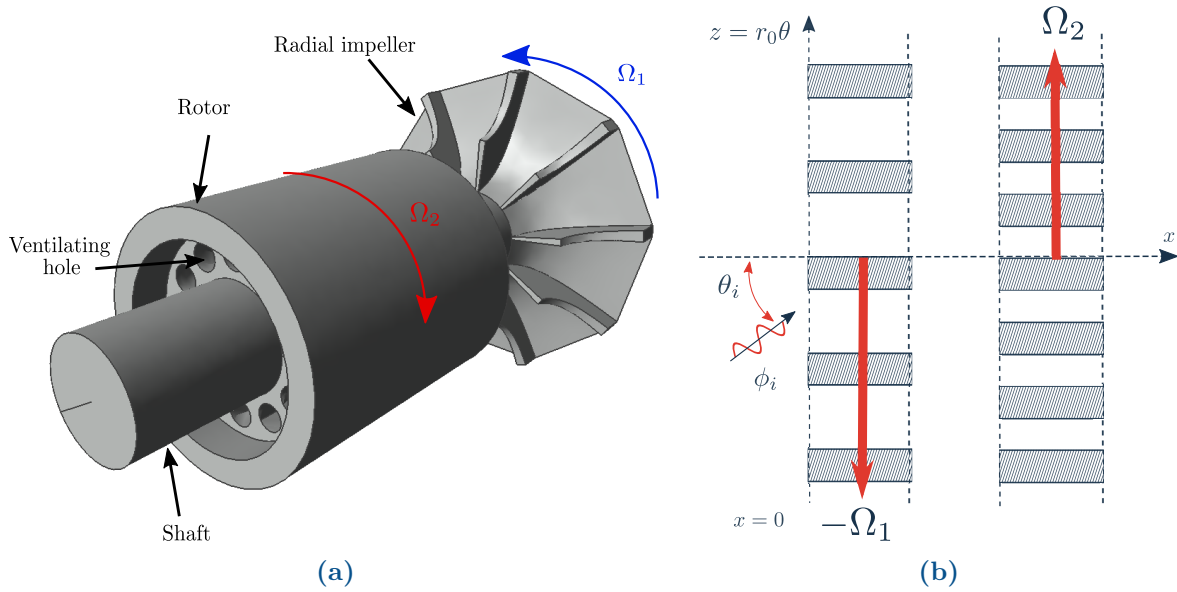 Radial impeller
Ω₁
Rotor
Ω₂
Ventilating
hole
Shaft
(a)
z = r₀θ
Ω₂
x
θᵢ
ϕᵢ
x = 0
−Ω₁
(b)